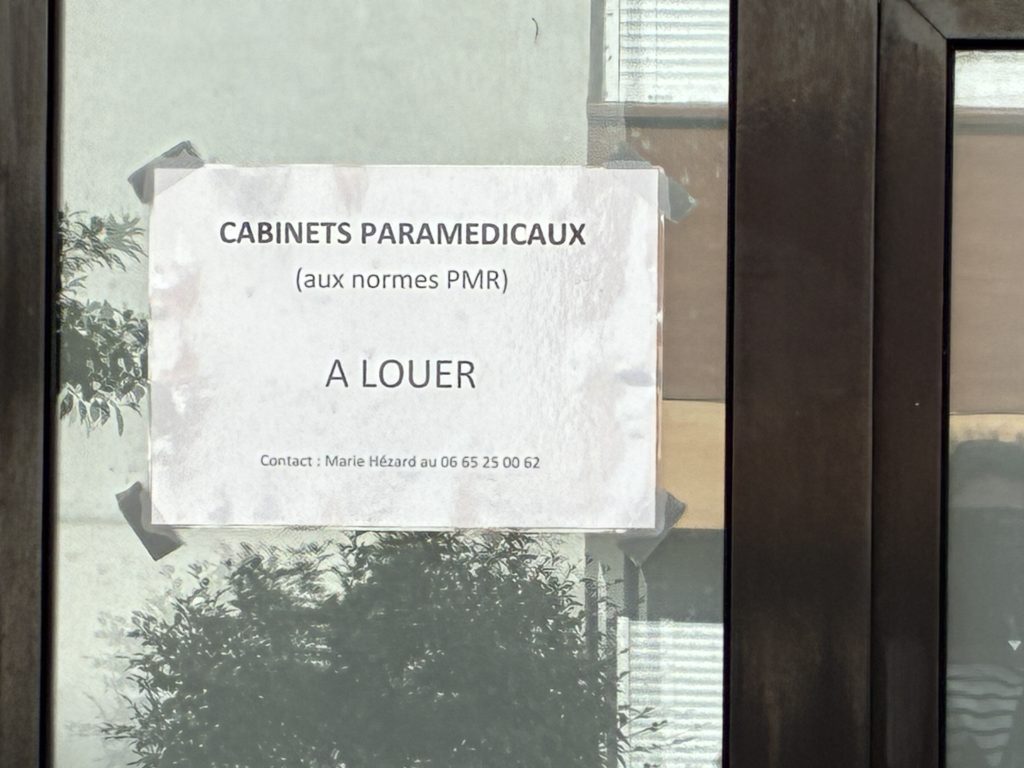 CABINETS PARAMEDICAUX
(aux normes PMR)
A LOUER
Contact : Marie Hézard au 06 65 25 00 62